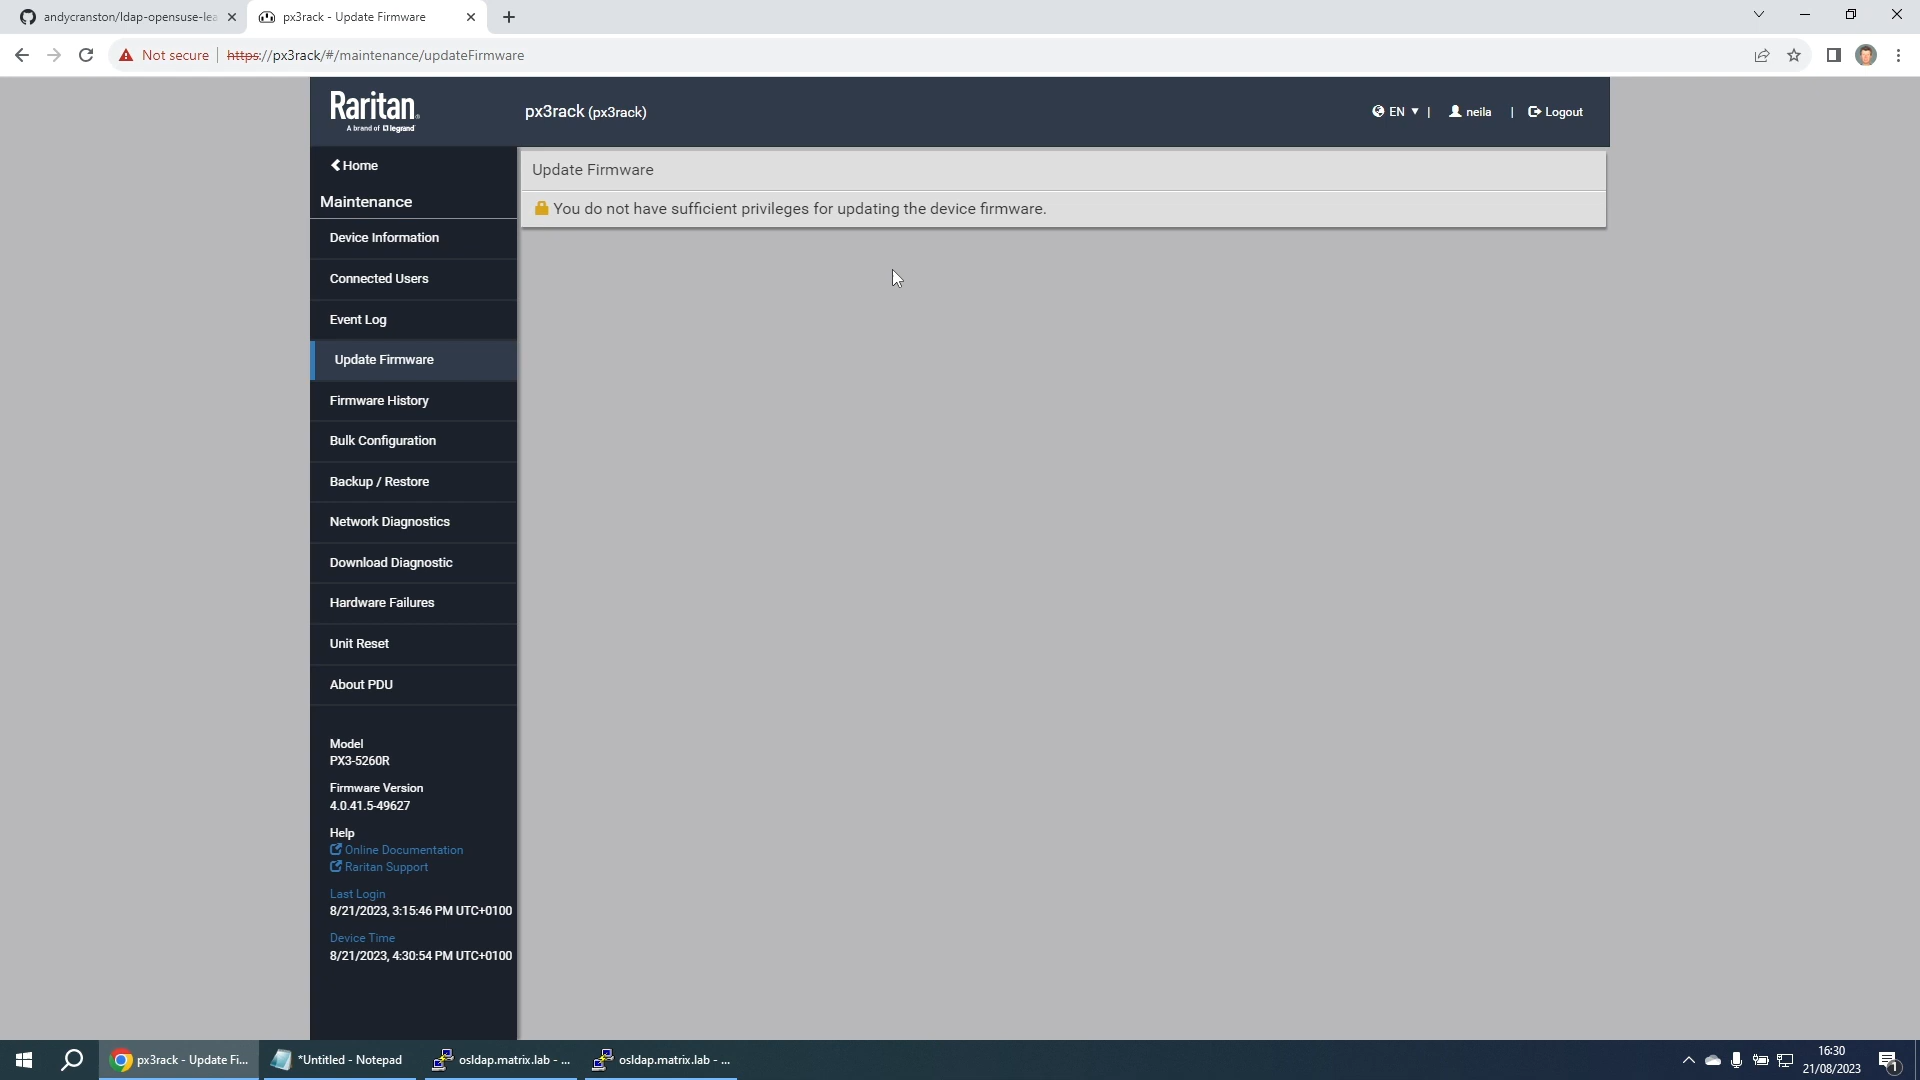 andycranston/ldap-opensuse-lea
px3rack - Update Firmware
Not secure
https://px3rack/#/maintenance/updateFirmware
Raritan.
A brand of legrand
px3rack (px3rack)
EN ▼ |
neila
|
Logout
Home
Maintenance
Device Information
Connected Users
Event Log
Update Firmware
Firmware History
Bulk Configuration
Backup / Restore
Network Diagnostics
Download Diagnostic
Hardware Failures
Unit Reset
About PDU
Model
PX3-5260R
Firmware Version
4.0.41.5-49627
Help
Online Documentation
Raritan Support
Last Login
8/21/2023, 3:15:46 PM UTC+0100
Device Time
8/21/2023, 4:30:54 PM UTC+0100
Update Firmware
You do not have sufficient privileges for updating the device firmware.
px3rack - Update Fi...
*Untitled - Notepad
osldap.matrix.lab - ...
osldap.matrix.lab - ...
16:30
21/08/2023
1